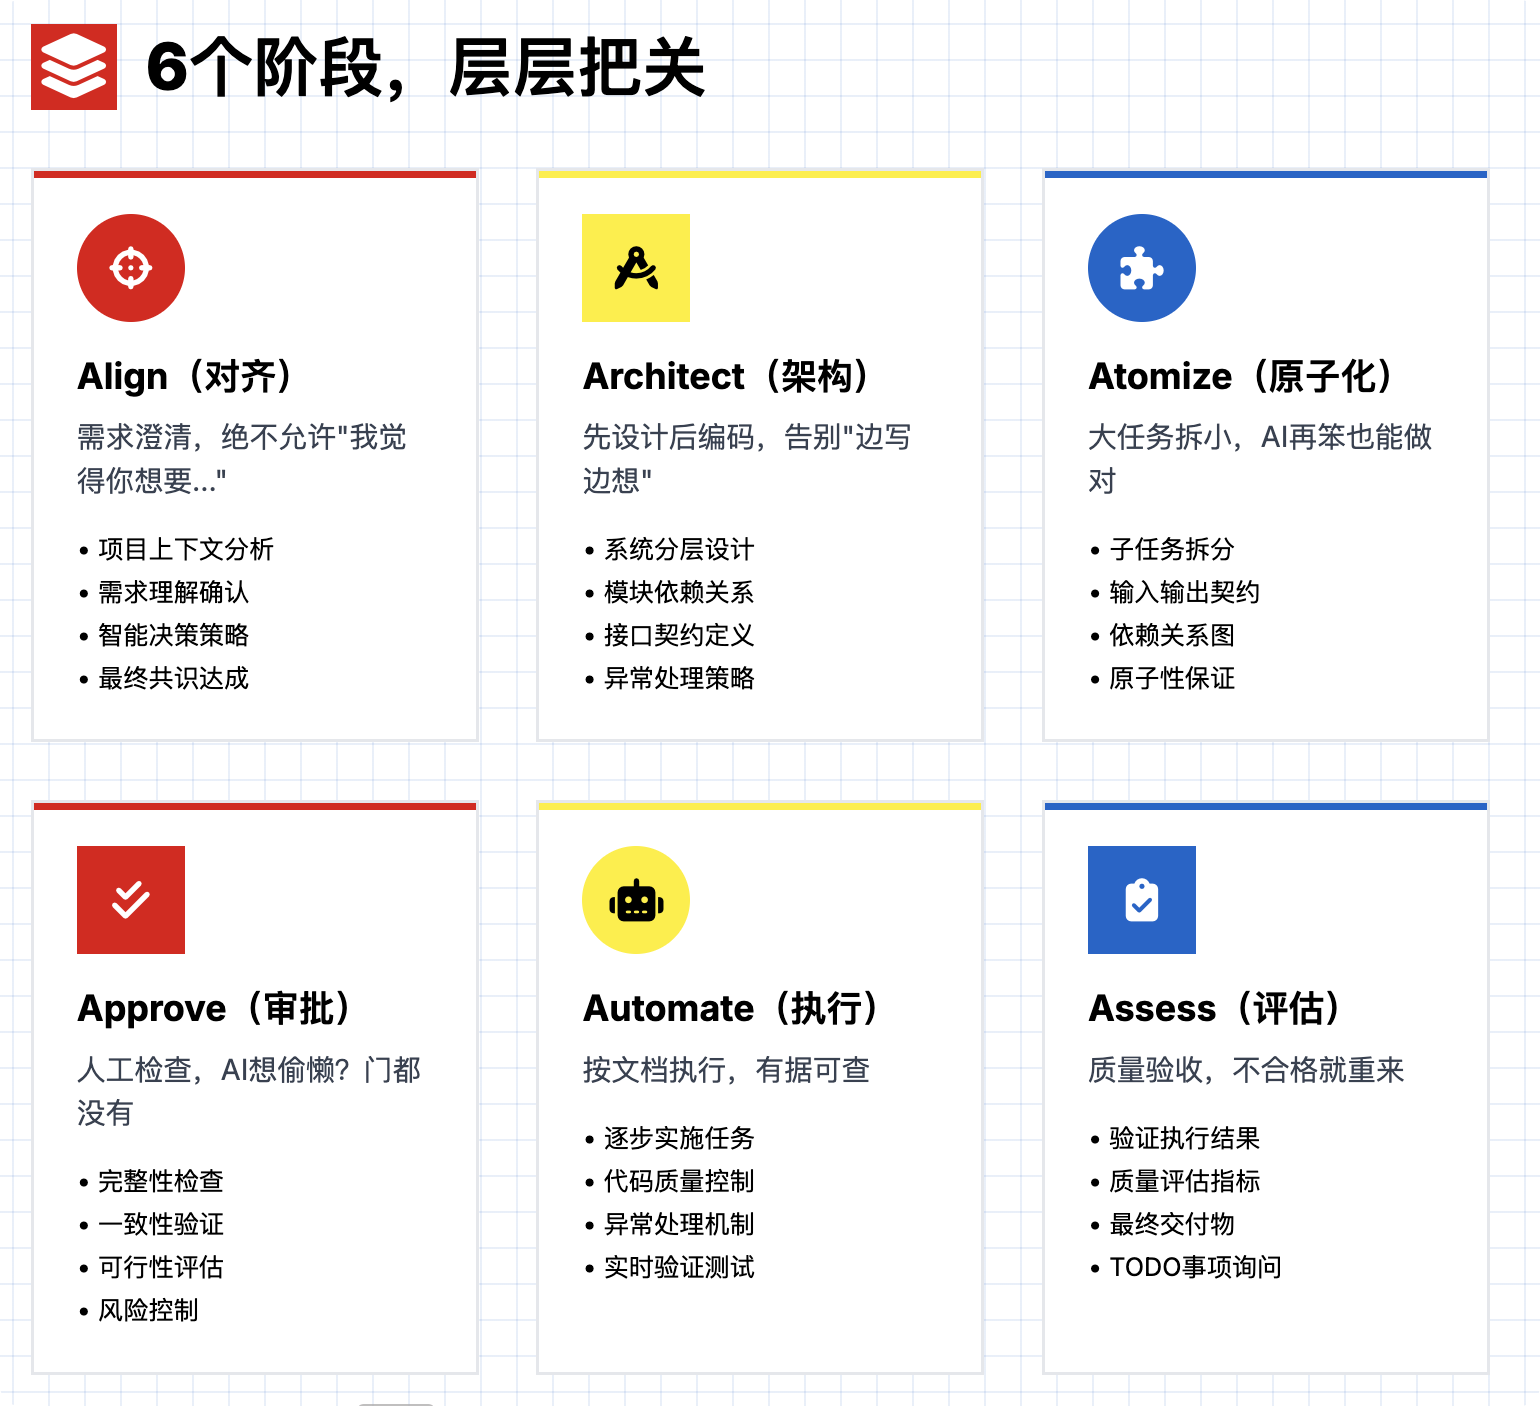 6个阶段，层层把关
Align（对齐）
需求澄清，绝不允许"我觉
得你想要..."
• 项目上下文分析
• 需求理解确认
• 智能决策策略
• 最终共识达成
Architect（架构）
先设计后编码，告别"边写
边想"
• 系统分层设计
• 模块依赖关系
• 接口契约定义
• 异常处理策略
Atomize（原子化）
大任务拆小，AI再笨也能做
对
• 子任务拆分
• 输入输出契约
• 依赖关系图
• 原子性保证
Approve（审批）
人工检查，AI想偷懒？门都
没有
• 完整性检查
• 一致性验证
• 可行性评估
• 风险控制
Automate（执行）
按文档执行，有据可查
• 逐步实施任务
• 代码质量控制
• 异常处理机制
• 实时验证测试
Assess（评估）
质量验收，不合格就重来
• 验证执行结果
• 质量评估指标
• 最终交付物
• TODO事项询问